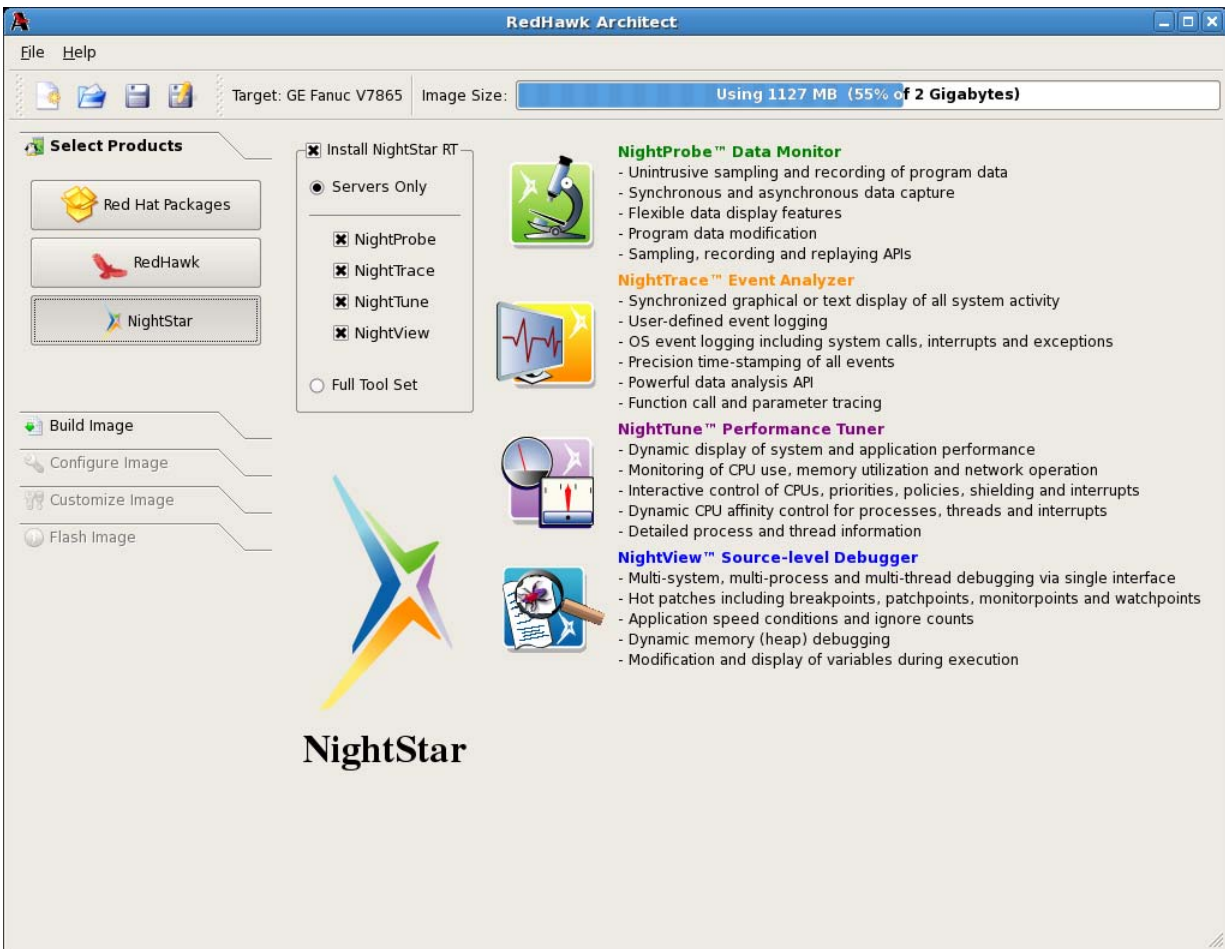 RedHawk Architect
File Help
Target: GE Fanuc V7865 Image Size: Using 1127 MB (55% of 2 Gigabytes)
Select Products
Red Hat Packages
RedHawk
NightStar
Build Image
Configure Image
Customize Image
Flash Image
Install NightStar RT
Servers Only
NightProbe
NightTrace
NightTune
NightView
Full Tool Set
NightStar
NightProbe™ Data Monitor
- Unintrusive sampling and recording of program data
- Synchronous and asynchronous data capture
- Flexible data display features
- Program data modification
- Sampling, recording and replaying APIs
NightTrace™ Event Analyzer
- Synchronized graphical or text display of all system activity
- User-defined event logging
- OS event logging including system calls, interrupts and exceptions
- Precision time-stamping of all events
- Powerful data analysis API
- Function call and parameter tracing
NightTune™ Performance Tuner
- Dynamic display of system and application performance
- Monitoring of CPU use, memory utilization and network operation
- Interactive control of CPUs, priorities, policies, shielding and interrupts
- Dynamic CPU affinity control for processes, threads and interrupts
- Detailed process and thread information
NightView™ Source-level Debugger
- Multi-system, multi-process and multi-thread debugging via single interface
- Hot patches including breakpoints, patchpoints, monitorpoints and watchpoints
- Application speed conditions and ignore counts
- Dynamic memory (heap) debugging
- Modification and display of variables during execution